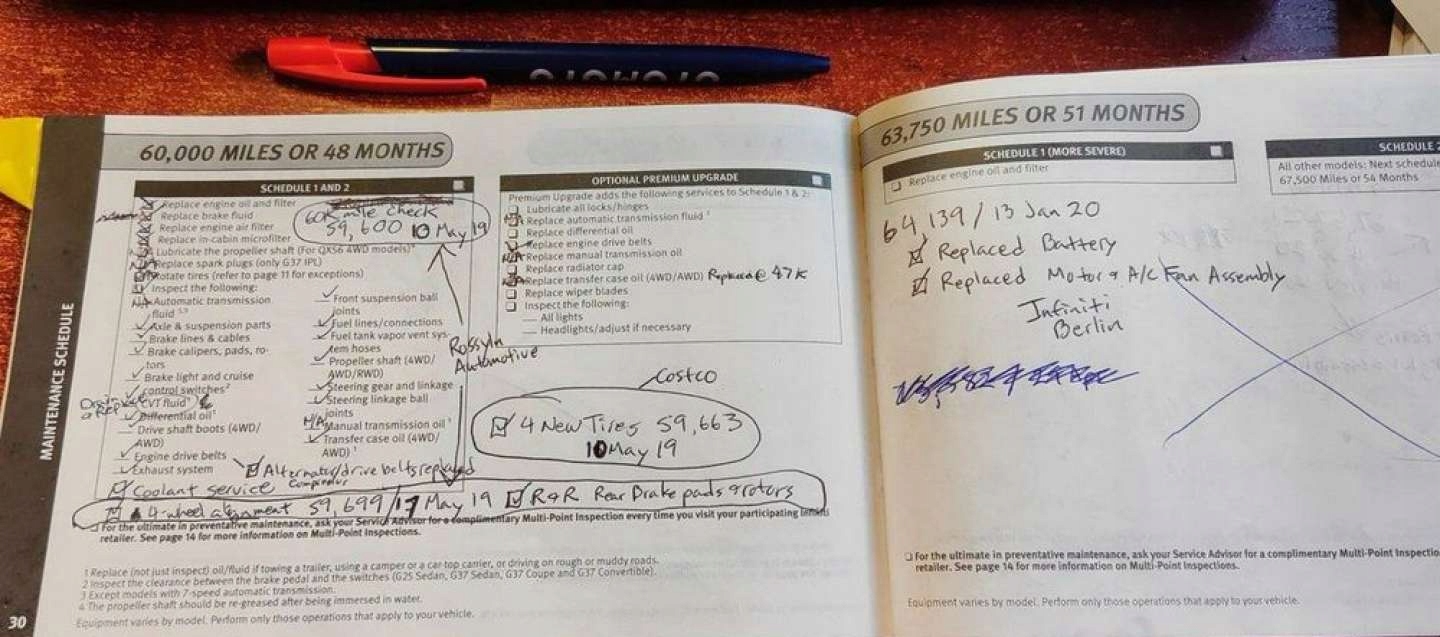 60,000 MILES OR 48 MONTHS
SCHEDULE 1 AND 2
Replace engine oil and filter
Replace brake fluid
Replace engine air filter
Replace in-cabin microfilter
60K mile check
59,600 10 May 19
N/A Lubricate the propeller shaft (For QX56 4WD models)⁴
N/A Replace spark plugs (only G37 IPL)
Rotate tires (refer to page 11 for exceptions)
Inspect the following:
N/A Automatic transmission
fluid
Axle & suspension parts
Brake lines & cables
Brake calipers, pads, ro-
tors
Brake light and cruise
control switches²
CVT fluid¹
Differential oil¹
Drive shaft boots (4WD/
AWD)
Engine drive belts
Exhaust system
Front suspension ball
joints
Fuel lines/connections
Fuel tank vapor vent sys-
tem hoses
Propeller shaft (4WD/
AWD/RWD)
Steering gear and linkage
Steering linkage ball
joints
N/A Manual transmission oil¹
Transfer case oil (4WD/
AWD)¹
Rosslyn
Automotive
Alternator/drive belts replaced
Coolant service
4-wheel alignment 59,699/17 May 19 R&R Rear Brake pads & rotors
OPTIONAL PREMIUM UPGRADE
Premium Upgrade adds the following services to Schedule 1 & 2:
Lubricate all locks/hinges
N/A Replace automatic transmission fluid
Replace differential oil
Replace engine drive belts
N/A Replace manual transmission oil
Replace radiator cap
N/A Replace transfer case oil (4WD/AWD) Replaced @ 47K
Replace wiper blades
Inspect the following:
All lights
Headlights/adjust if necessary
Costco
4 New Tires 59,663
10 May 19
For the ultimate in preventative maintenance, ask your Service Advisor for a complimentary Multi-Point Inspection every time you visit your participating Infiniti
retailer. See page 14 for more information on Multi-Point Inspections.
1 Replace (not just inspect) oil/fluid if towing a trailer, using a camper or a car top carrier, or driving on rough or muddy roads.
2 Inspect the clearance between the brake pedal and the switches (G25 Sedan, G37 Sedan, G37 Coupe and G37 Convertible).
3 Except models with 7-speed automatic transmission.
4 The propeller shaft should be re-greased after being immersed in water.
Equipment varies by model. Perform only those operations that apply to your vehicle.
MAINTENANCE SCHEDULE
30
63,750 MILES OR 51 MONTHS
SCHEDULE 1 (MORE SEVERE)
Replace engine oil and filter
SCHEDULE 2
All other models: Next schedule
67,500 Miles or 54 Months
64,139 / 13 Jan 20
Replaced Battery
Replaced Motor & A/C Fan Assembly
Infiniti
Berlin
For the ultimate in preventative maintenance, ask your Service Advisor for a complimentary Multi-Point Inspectio
retailer. See page 14 for more information on Multi-Point Inspections.
Equipment varies by model. Perform only those operations that apply to your vehicle.